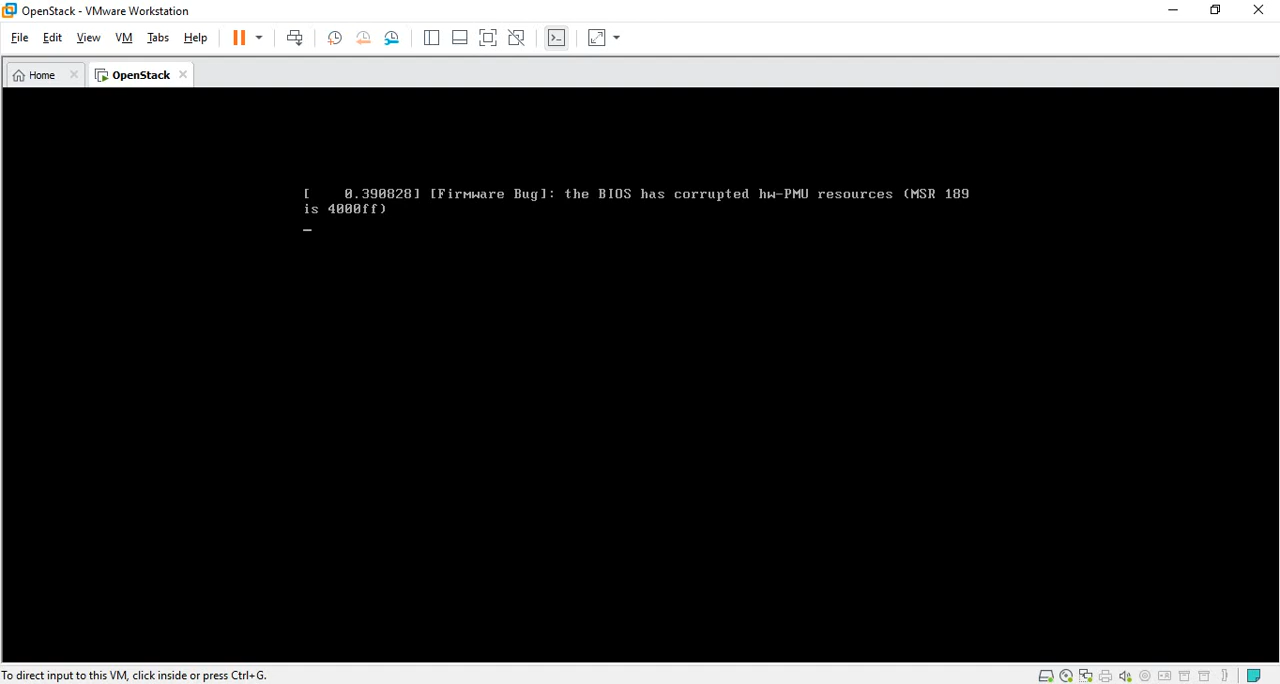 OpenStack - VMware Workstation
File Edit View VM Tabs Help
Home OpenStack
[    0.390828] [Firmware Bug]: the BIOS has corrupted hw-PMU resources (MSR 189
is 4000ff)
_
To direct input to this VM, click inside or press Ctrl+G.